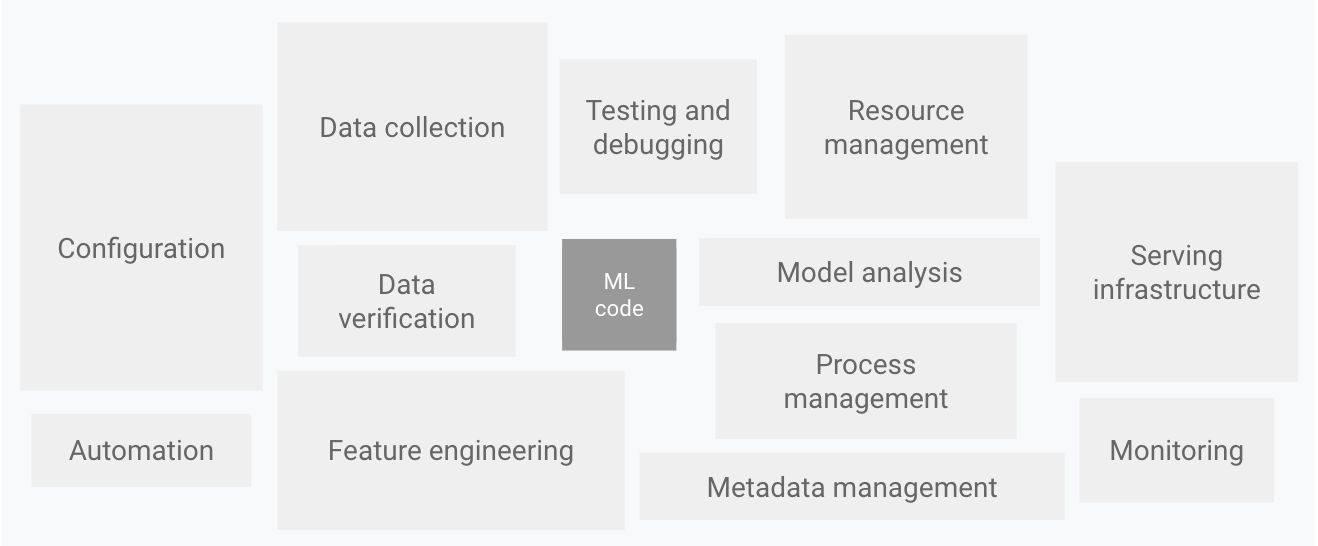 Data collection
Testing and
debugging
Resource
management
Configuration
Data
verification
ML
code
Model analysis
Serving
infrastructure
Process
management
Automation
Feature engineering
Metadata management
Monitoring